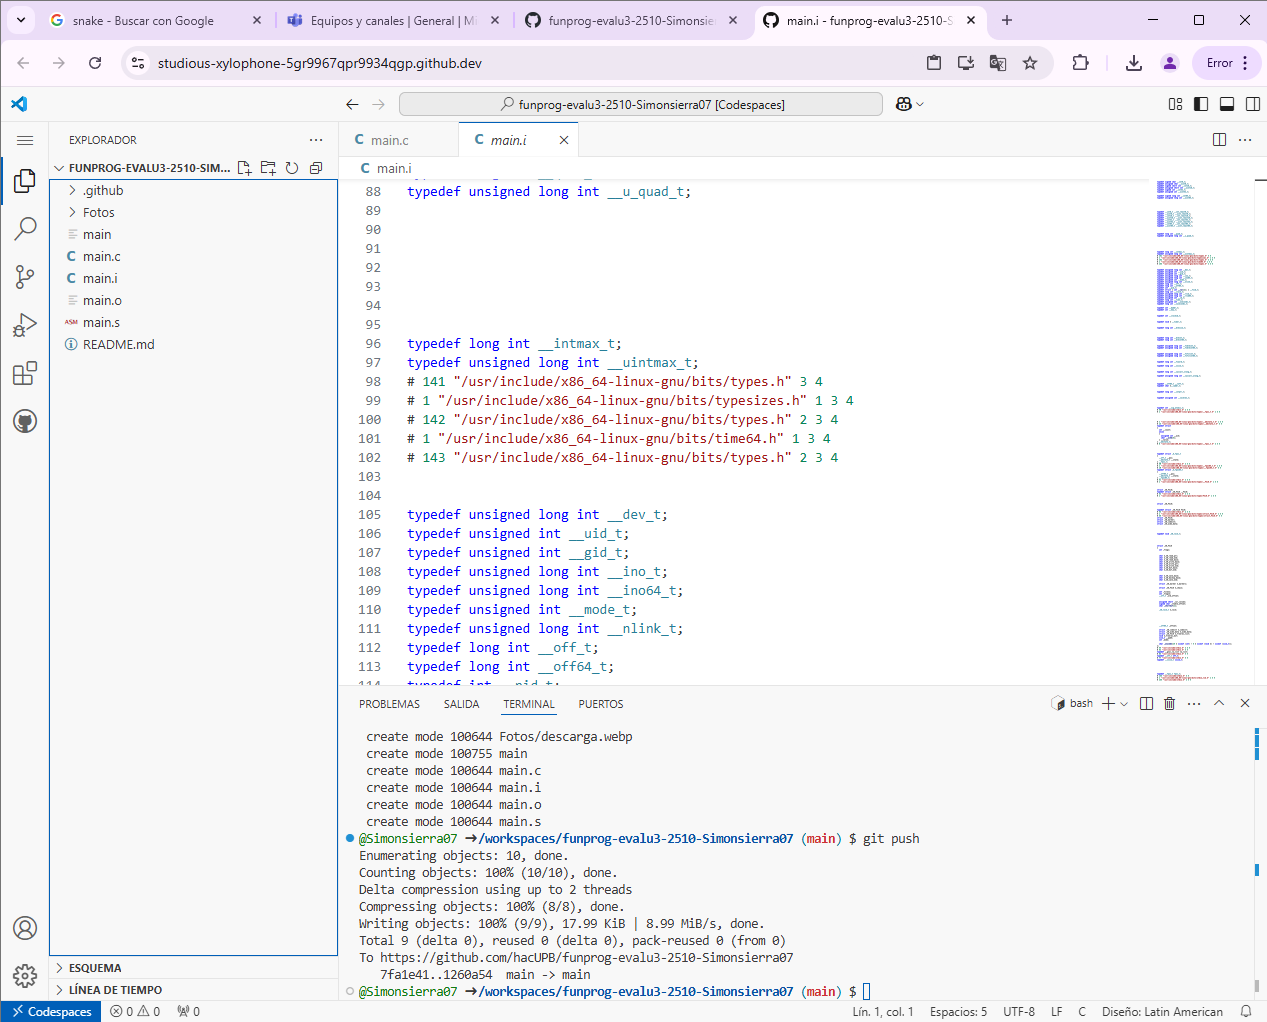 snake - Buscar con Google
Equipos y canales | General | Mi
funprog-evalu3-2510-Simonsie
main.i - funprog-evalu3-2510-S
studious-xylophone-5gr9967qpr9934qgp.github.dev
Error
funprog-evalu3-2510-Simonsierra07 [Codespaces]
EXPLORADOR
FUNPROG-EVALU3-2510-SIM...
.github
Fotos
main
main.c
main.i
main.o
ASM main.s
README.md
ESQUEMA
LÍNEA DE TIEMPO
C main.c
C main.i
C main.i
88 typedef unsigned long int __u_quad_t;
89
90
91
92
93
94
95
96 typedef long int __intmax_t;
97 typedef unsigned long int __uintmax_t;
98 # 141 "/usr/include/x86_64-linux-gnu/bits/types.h" 3 4
99 # 1 "/usr/include/x86_64-linux-gnu/bits/typesizes.h" 1 3 4
100 # 142 "/usr/include/x86_64-linux-gnu/bits/types.h" 2 3 4
101 # 1 "/usr/include/x86_64-linux-gnu/bits/time64.h" 1 3 4
102 # 143 "/usr/include/x86_64-linux-gnu/bits/types.h" 2 3 4
103
104
105 typedef unsigned long int __dev_t;
106 typedef unsigned int __uid_t;
107 typedef unsigned int __gid_t;
108 typedef unsigned long int __ino_t;
109 typedef unsigned long int __ino64_t;
110 typedef unsigned int __mode_t;
111 typedef unsigned long int __nlink_t;
112 typedef long int __off_t;
113 typedef long int __off64_t;
114 typedef int __pid_t;
PROBLEMAS SALIDA TERMINAL PUERTOS
bash
create mode 100644 Fotos/descarga.webp
create mode 100755 main
create mode 100644 main.c
create mode 100644 main.i
create mode 100644 main.o
create mode 100644 main.s
@Simonsierra07 ➜/workspaces/funprog-evalu3-2510-Simonsierra07 (main) $ git push
Enumerating objects: 10, done.
Counting objects: 100% (10/10), done.
Delta compression using up to 2 threads
Compressing objects: 100% (8/8), done.
Writing objects: 100% (9/9), 17.99 KiB | 8.99 MiB/s, done.
Total 9 (delta 0), reused 0 (delta 0), pack-reused 0 (from 0)
To https://github.com/hacUPB/funprog-evalu3-2510-Simonsierra07
7fa1e41..1260a54 main -> main
@Simonsierra07 ➜/workspaces/funprog-evalu3-2510-Simonsierra07 (main) $
Codespaces 0 0 0 Lín. 1, col. 1 Espacios: 5 UTF-8 LF C Diseño: Latin American